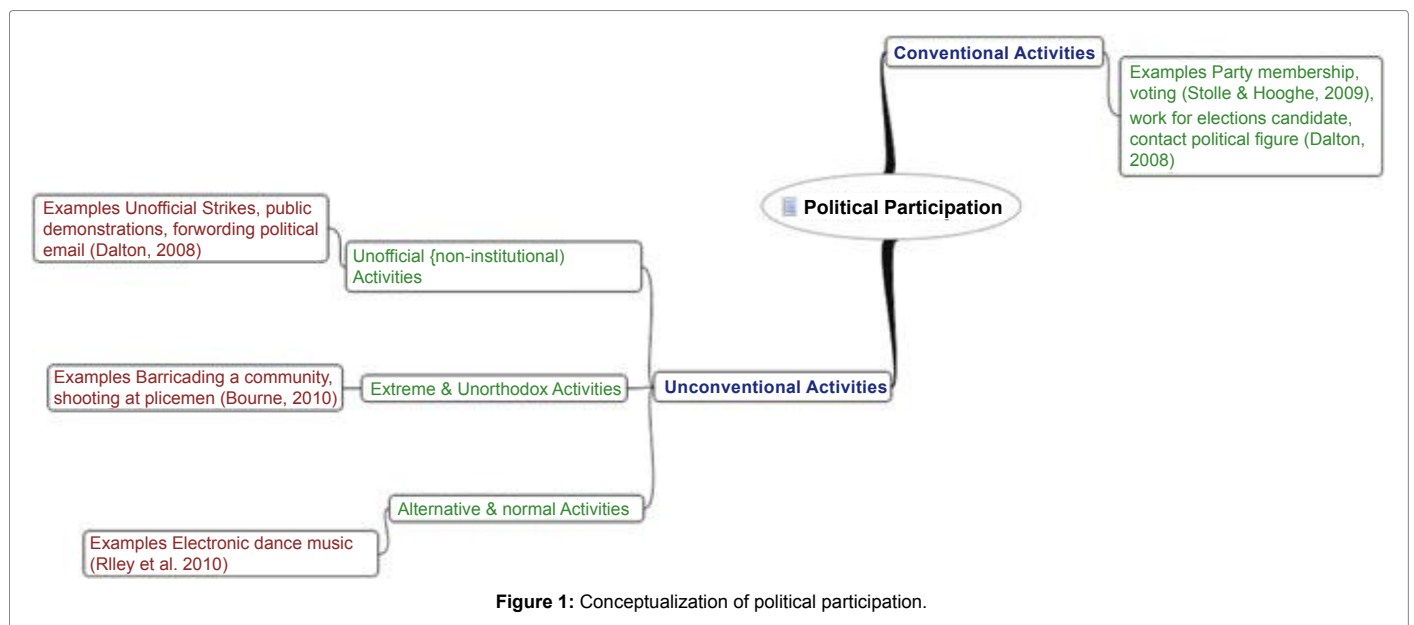 Conventional Activities
Examples Party membership,
voting (Stolle & Hooghe, 2009),
work for elections candidate,
contact political figure (Dalton,
2008)
Political Participation
Examples Unofficial Strikes, public
demonstrations, forwording political
email (Dalton, 2008)
Unofficial {non-institutional)
Activities
Examples Barricading a community,
shooting at plicemen (Bourne, 2010)
Extreme & Unorthodox Activities
Unconventional Activities
Alternative & normal Activities
Examples Electronic dance music
(Rlley et al. 2010)
Figure 1: Conceptualization of political participation.